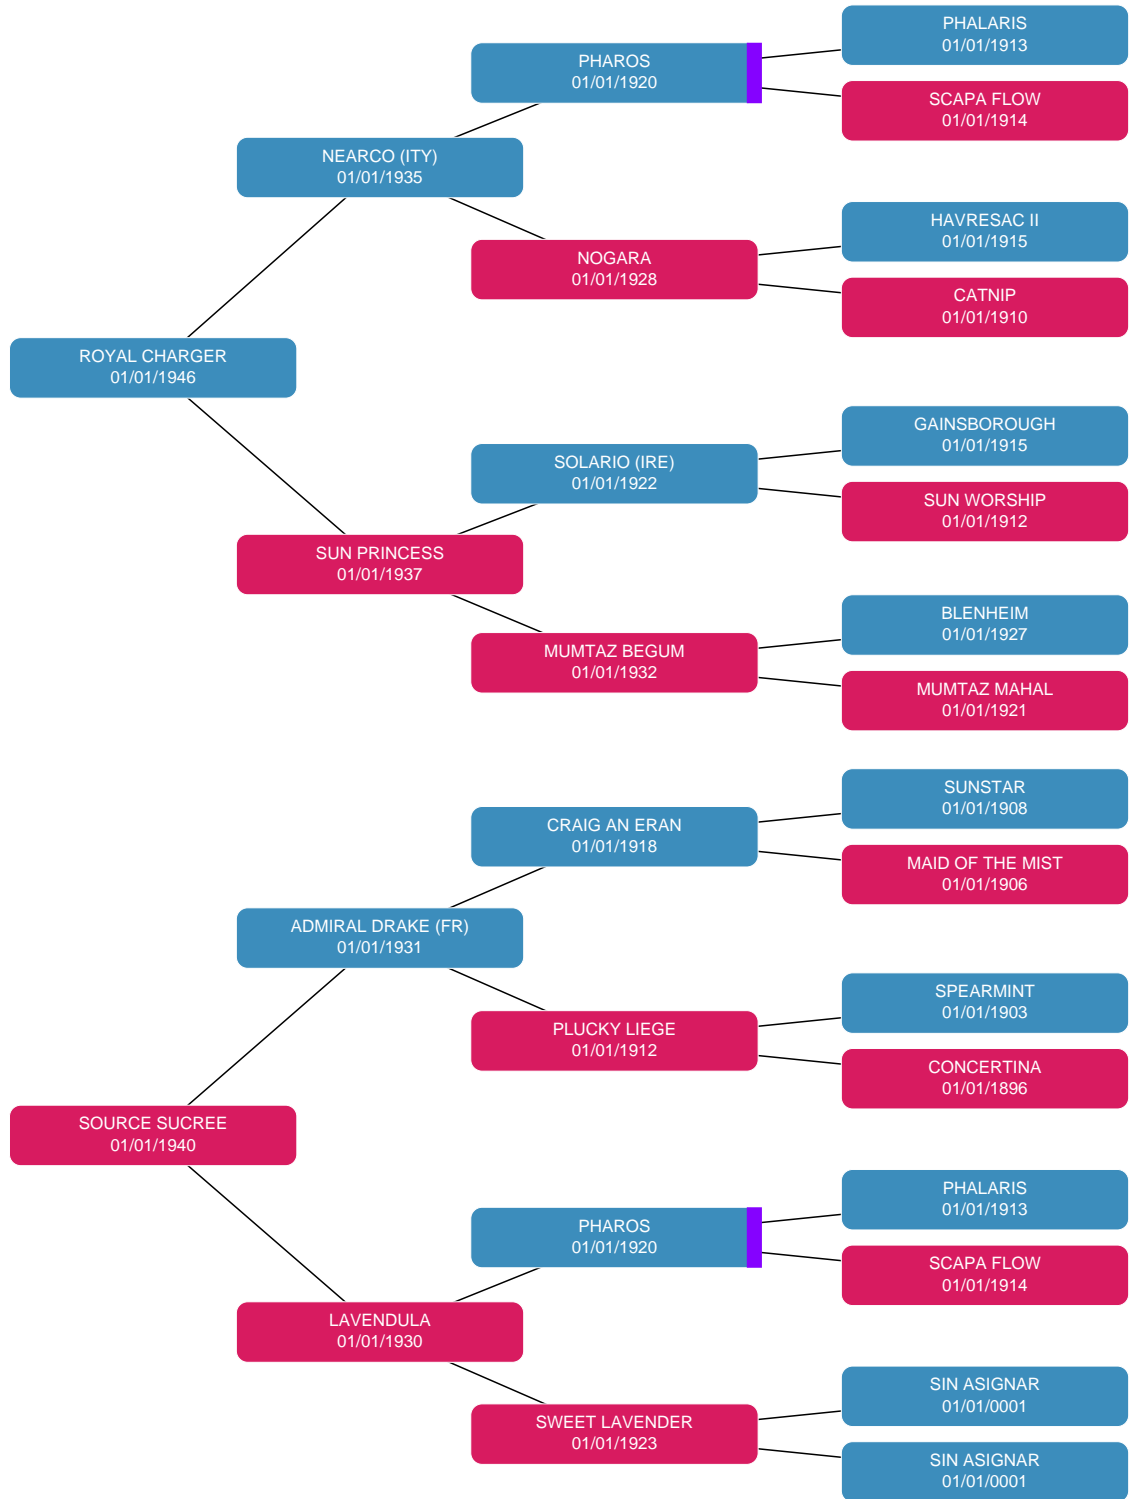 PHALARIS
01/01/1913
PHAROS
01/01/1920
SCAPA FLOW
01/01/1914
NEARCO (ITY)
01/01/1935
HAVRESAC II
01/01/1915
NOGARA
01/01/1928
CATNIP
01/01/1910
ROYAL CHARGER
01/01/1946
GAINSBOROUGH
01/01/1915
SOLARIO (IRE)
01/01/1922
SUN WORSHIP
01/01/1912
SUN PRINCESS
01/01/1937
BLENHEIM
01/01/1927
MUMTAZ BEGUM
01/01/1932
MUMTAZ MAHAL
01/01/1921
SUNSTAR
01/01/1908
CRAIG AN ERAN
01/01/1918
MAID OF THE MIST
01/01/1906
ADMIRAL DRAKE (FR)
01/01/1931
SPEARMINT
01/01/1903
PLUCKY LIEGE
01/01/1912
CONCERTINA
01/01/1896
SOURCE SUCREE
01/01/1940
PHALARIS
01/01/1913
PHAROS
01/01/1920
SCAPA FLOW
01/01/1914
LAVENDULA
01/01/1930
SIN ASIGNAR
01/01/0001
SWEET LAVENDER
01/01/1923
SIN ASIGNAR
01/01/0001